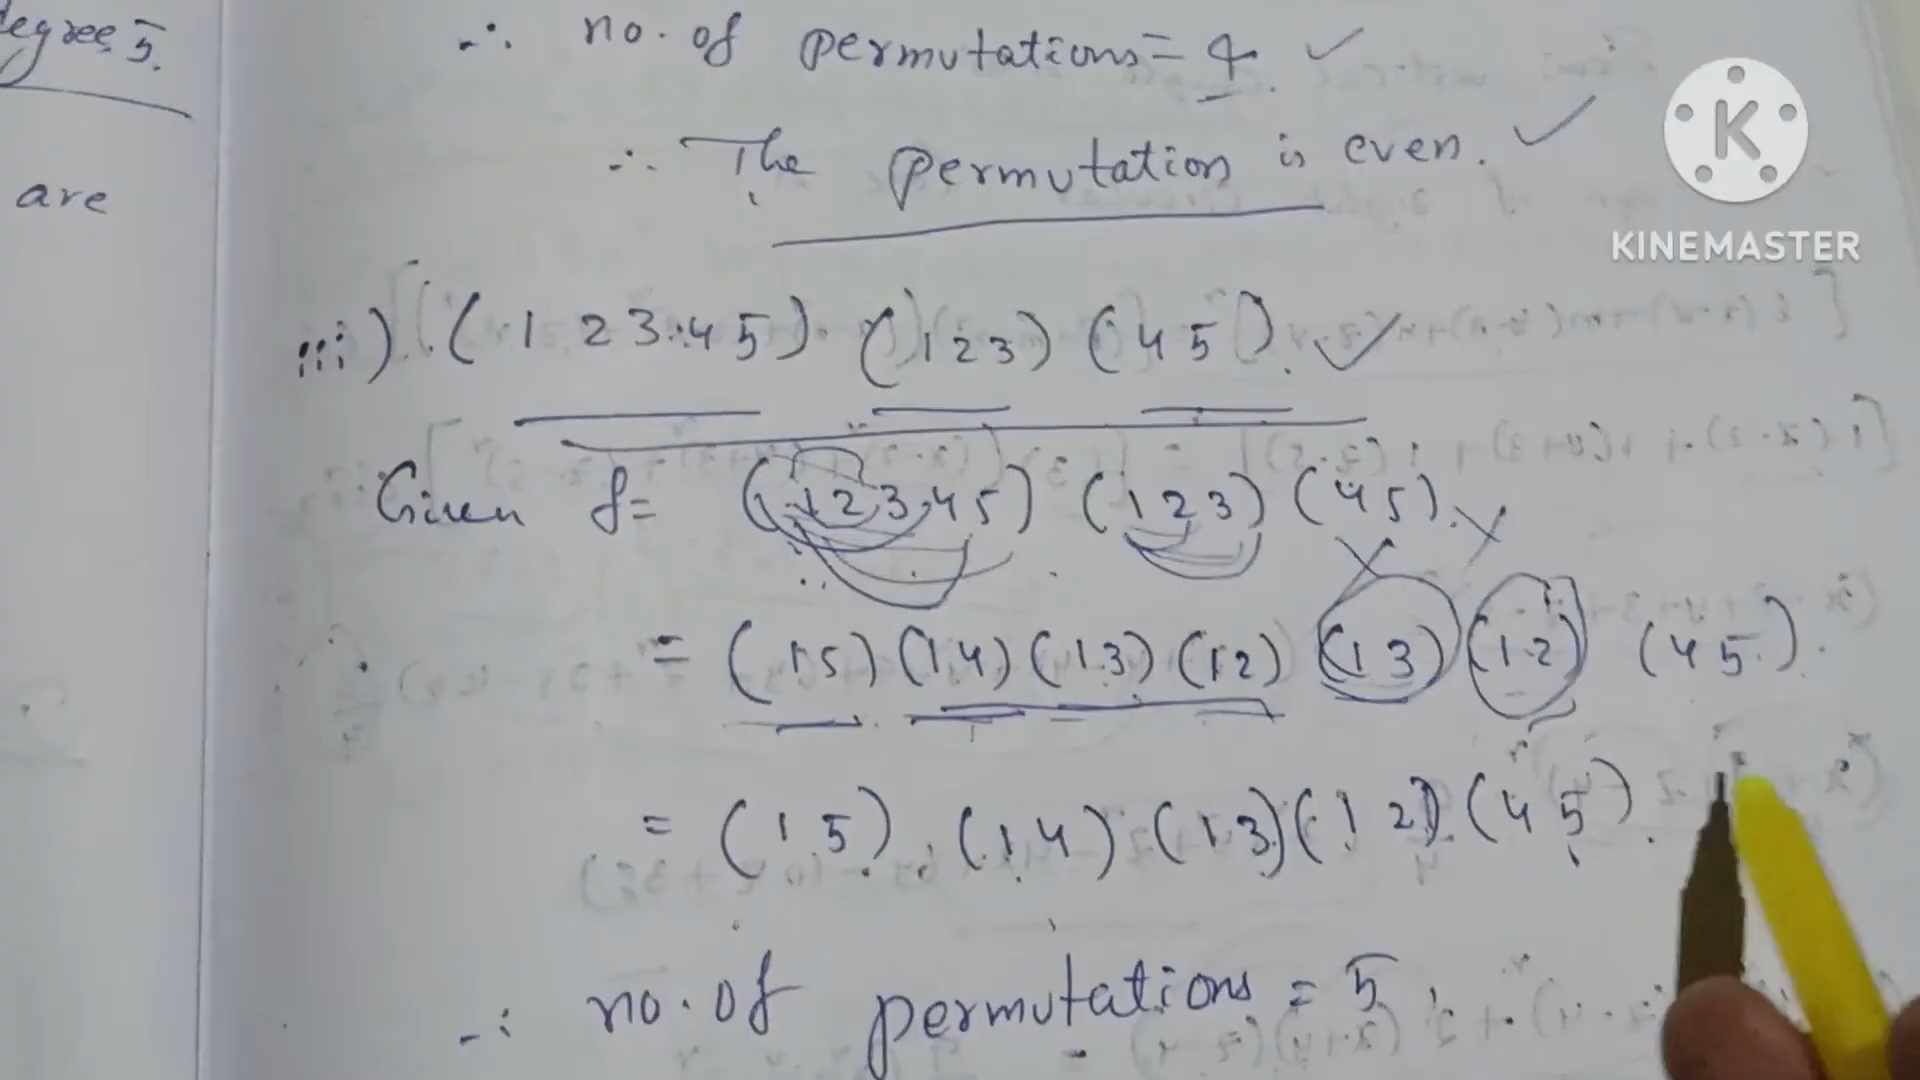 degree 5.
are
∴ no. of permutations = 4. ✓
∴ The permutation is even. ✓
iii) (1 2 3 4 5) (1 2 3) (4 5). ✓
Given f = (1 2 3 4 5) (1 2 3) (4 5).
= (1 5) (1 4) (1 3) (1 2) (1 3) (1 2) (4 5).
= (1 5) (1 4) (1 3) (1 2) (4 5).
∴ no. of permutations = 5
KINEMASTER